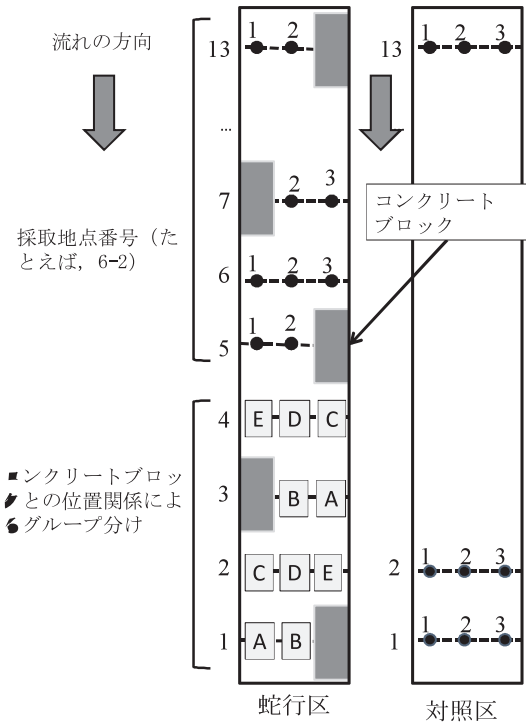 流れの方向
採取地点番号（た
とえば，6-2）
ンクリートブロッ
との位置関係によ
グループ分け
13
1 2
...
7
2 3
6
1 2 3
5
1 2
4
E D C
3
B A
2
C D E
1
A B
蛇行区
コンクリート
ブロック
13
1 2 3
2
1 2 3
1
1 2 3
対照区